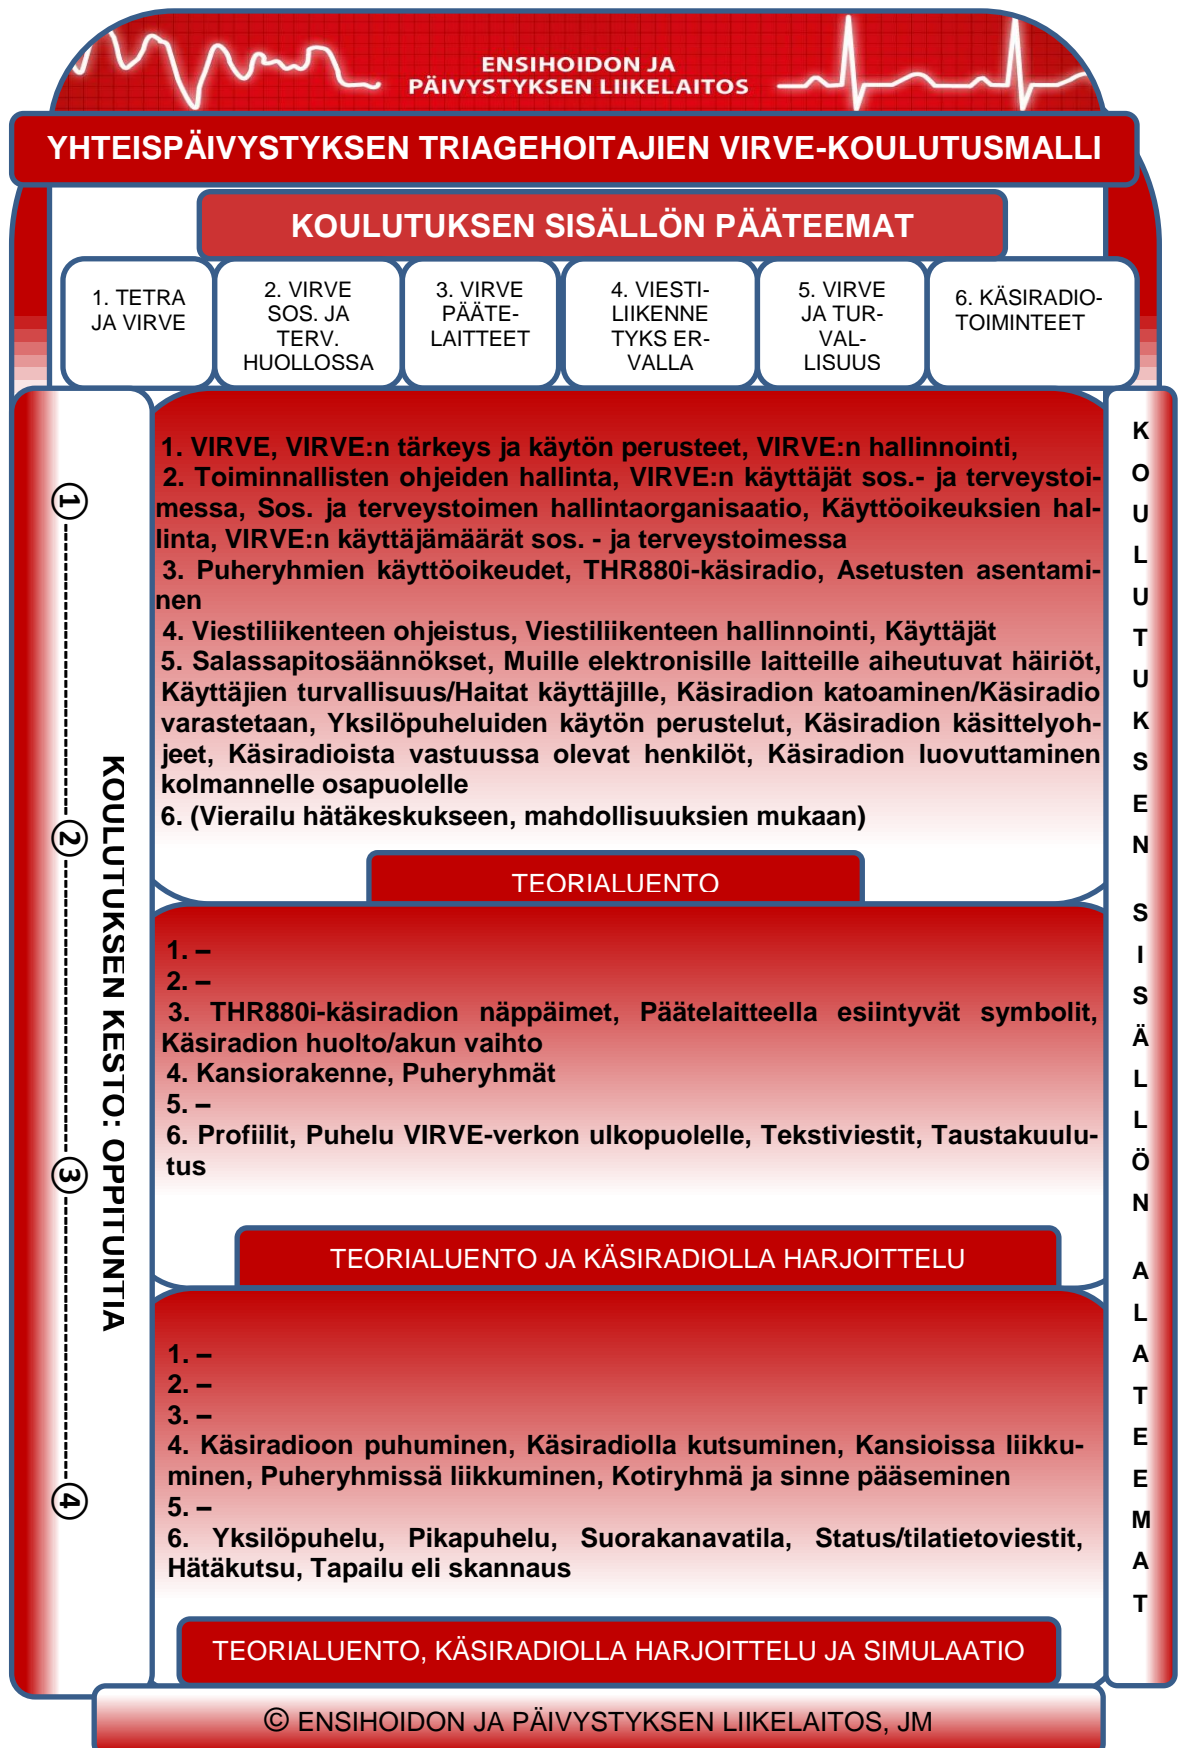 ENSIHOIDON JA
PÄIVYSTYKSEN LIIKELAITOS
YHTEISPÄIVYSTYKSEN TRIAGEHOITAJIEN VIRVE-KOULUTUSMALLI
KOULUTUKSEN SISÄLLÖN PÄÄTEEMAT
1. TETRA
JA VIRVE
2. VIRVE
SOS. JA
TERV.
HUOLLOSSA
3. VIRVE
PÄÄTE-
LAITTEET
4. VIESTI-
LIIKENNE
TYKS ER-
VALLA
5. VIRVE
JA TUR-
VAL-
LISUUS
6. KÄSIRADIO-
TOIMINTEET
KOULUTUKSEN KESTO: OPPITUNTIA
①----------②----------③----------④
1. VIRVE, VIRVE:n tärkeys ja käytön perusteet, VIRVE:n hallinnointi,
2. Toiminnallisten ohjeiden hallinta, VIRVE:n käyttäjät sos.- ja terveystoi-
messa, Sos. ja terveystoimen hallintaorganisaatio, Käyttöoikeuksien hal-
linta, VIRVE:n käyttäjämäärät sos. - ja terveystoimessa
3. Puheryhmien käyttöoikeudet, THR880i-käsiradio, Asetusten asentami-
nen
4. Viestiliikenteen ohjeistus, Viestiliikenteen hallinnointi, Käyttäjät
5. Salassapitosäännökset, Muille elektronisille laitteille aiheutuvat häiriöt,
Käyttäjien turvallisuus/Haitat käyttäjille, Käsiradion katoaminen/Käsiradio
varastetaan, Yksilöpuheluiden käytön perustelut, Käsiradion käsittelyoh-
jeet, Käsiradioista vastuussa olevat henkilöt, Käsiradion luovuttaminen
kolmannelle osapuolelle
6. (Vierailu hätäkeskukseen, mahdollisuuksien mukaan)
TEORIALUENTO
1. –
2. –
3. THR880i-käsiradion näppäimet, Päätelaitteella esiintyvät symbolit,
Käsiradion huolto/akun vaihto
4. Kansiorakenne, Puheryhmät
5. –
6. Profiilit, Puhelu VIRVE-verkon ulkopuolelle, Tekstiviestit, Taustakuulu-
tus
TEORIALUENTO JA KÄSIRADIOLLA HARJOITTELU
1. –
2. –
3. –
4. Käsiradioon puhuminen, Käsiradiolla kutsuminen, Kansioissa liikku-
minen, Puheryhmissä liikkuminen, Kotiryhmä ja sinne pääseminen
5. –
6. Yksilöpuhelu, Pikapuhelu, Suorakanavatila, Status/tilatietoviestit,
Hätäkutsu, Tapailu eli skannaus
TEORIALUENTO, KÄSIRADIOLLA HARJOITTELU JA SIMULAATIO
KOULUTUKSEN SISÄLLÖN ALATEEMAT
© ENSIHOIDON JA PÄIVYSTYKSEN LIIKELAITOS, JM